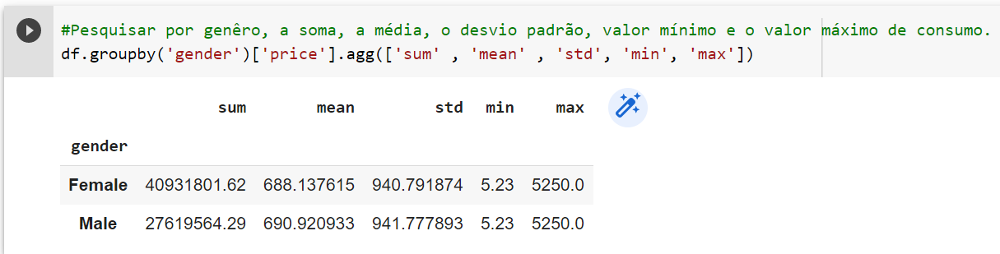 #Pesquisar por genêro, a soma, a média, o desvio padrão, valor mínimo e o valor máximo de consumo.
df.groupby('gender')['price'].agg(['sum' , 'mean' , 'std', 'min', 'max'])
sum mean std min max
gender
Female 40931801.62 688.137615 940.791874 5.23 5250.0
Male 27619564.29 690.920933 941.777893 5.23 5250.0